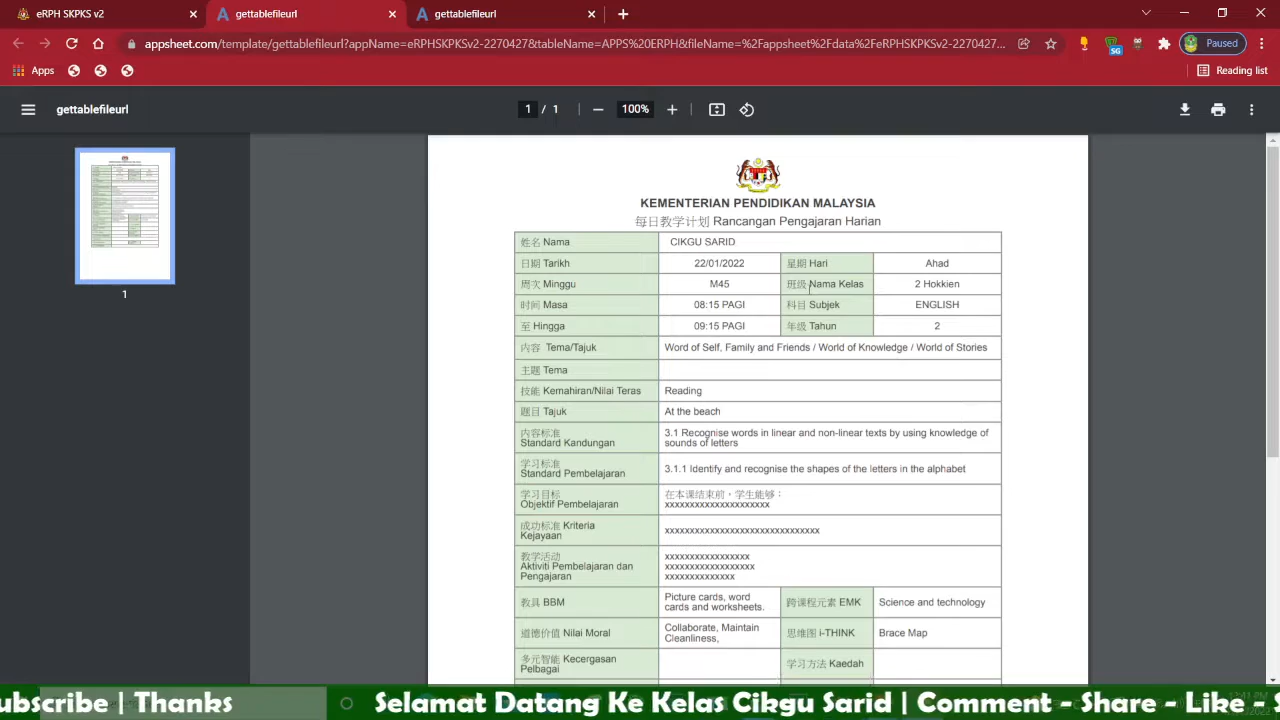 eRPH SKPKS v2
gettablefileurl
gettablefileurl
appsheet.com/template/gettablefileurl?appName=eRPHSKPKSv2-2270427&tableName=APPS%20ERPH&fileName=%2Fappsheet%2Fdata%2FeRPHSKPKSv2-2270427...
SG
Paused
Apps
Reading list
gettablefileurl
1 / 1
100%
1
KEMENTERIAN PENDIDIKAN MALAYSIA
每日教学计划 Rancangan Pengajaran Harian
姓名 Nama CIKGU SARID
日期 Tarikh 22/01/2022 星期 Hari Ahad
周次 Minggu M45 班级 Nama Kelas 2 Hokkien
时间 Masa 08:15 PAGI 科目 Subjek ENGLISH
至 Hingga 09:15 PAGI 年级 Tahun 2
内容 Tema/Tajuk Word of Self, Family and Friends / World of Knowledge / World of Stories
主题 Tema
技能 Kemahiran/Nilai Teras Reading
题目 Tajuk At the beach
内容标准
Standard Kandungan
3.1 Recognise words in linear and non-linear texts by using knowledge of
sounds of letters
学习标准
Standard Pembelajaran
3.1.1 Identify and recognise the shapes of the letters in the alphabet
学习目标
Objektif Pembelajaran
在本课结束前，学生能够：
xxxxxxxxxxxxxxxxxxxxx
成功标准 Kriteria
Kejayaan
xxxxxxxxxxxxxxxxxxxxxxxxxxxxxxx
教学活动
Aktiviti Pembelajaran dan
Pengajaran
xxxxxxxxxxxxxxxxx
xxxxxxxxxxxxxxxxxx
xxxxxxxxxxxxxx
教具 BBM
Picture cards, word
cards and worksheets.
跨课程元素 EMK
Science and technology
道德价值 Nilai Moral
Collaborate, Maintain
Cleanliness,
思维图 i-THINK
Brace Map
多元智能 Kecergasan
Pelbagai
学习方法 Kaedah
ubscribe | Thanks
Selamat Datang Ke Kelas Cikgu Sarid | Comment - Share - Like - S